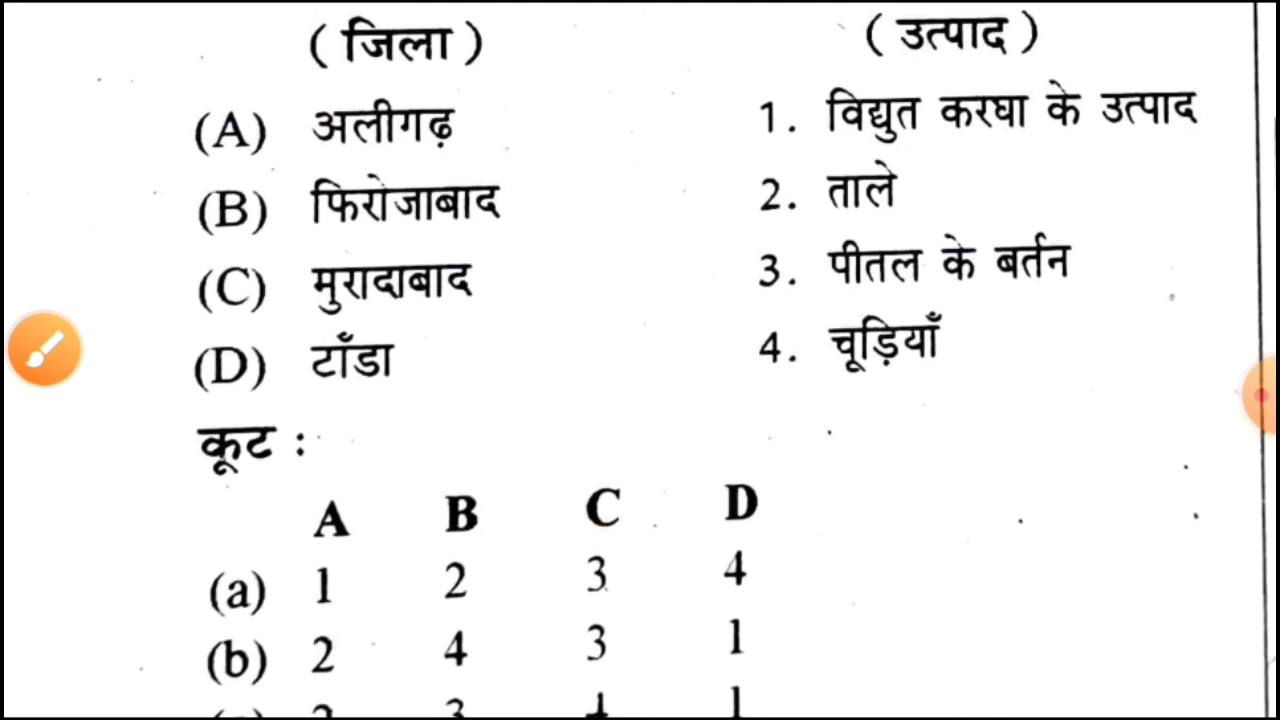 ( जिला ) ( उत्पाद )
(A) अलीगढ़ 1. विद्युत करघा के उत्पाद
(B) फिरोजाबाद 2. ताले
(C) मुरादाबाद 3. पीतल के बर्तन
(D) टाँडा 4. चूड़ियाँ
कूट :
A B C D
(a) 1 2 3 4
(b) 2 4 3 1